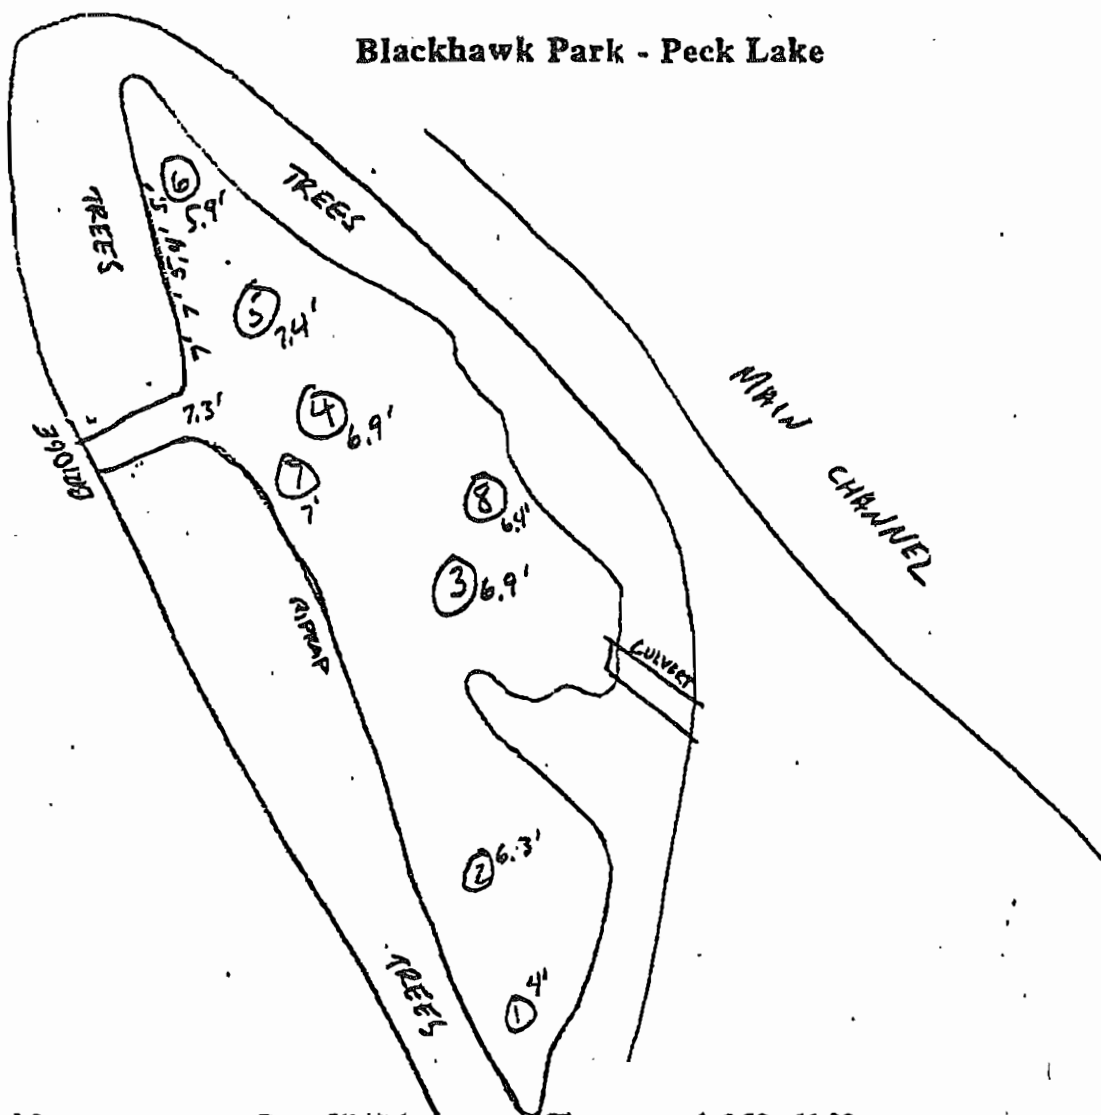 Blackhawk Park - Peck Lake
TREES
TREES
6
5.9'
5
7.4'
4
6.9'
7.3'
BRIDGE
7
7'
8
6.4'
3
6.9'
MAIN
CHANNEL
RIPRAP
CULVERT
2
6.3'
TREES
1
4'